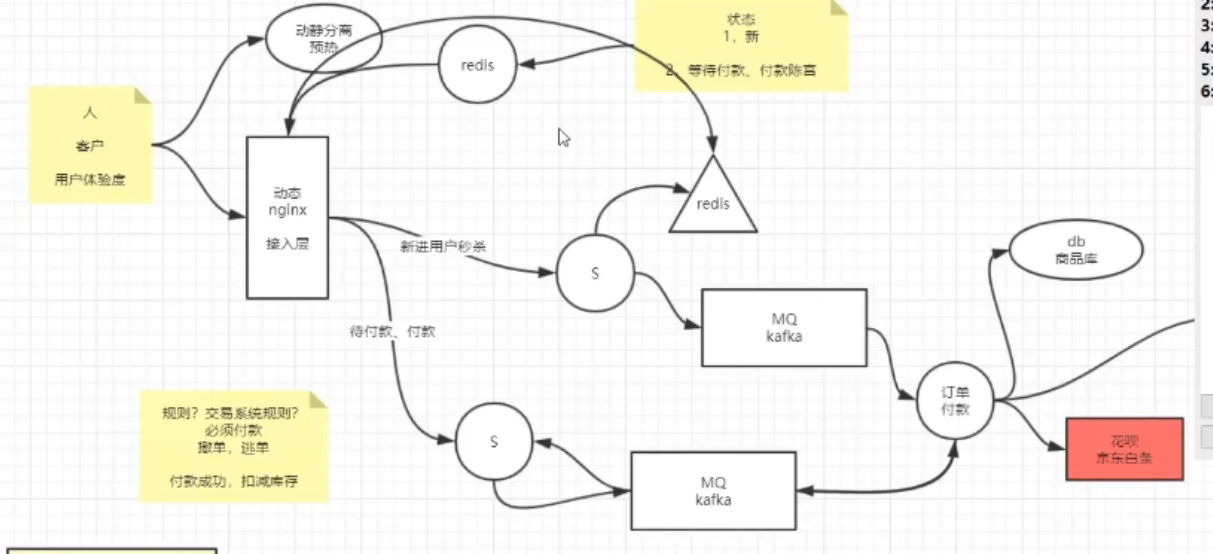 动静分离
预热
redis
状态
1，新
2、等待付款、付款陈宫
人
客户
用户体验度
动态
nginx
接入层
redis
新进用户秒杀
S
db
商品库
MQ
kafka
待付款、付款
订单
付款
规则？交易系统规则？
必须付款
撤单，逃单
付款成功，扣减库存
S
花呗
京东白条
MQ
kafka
2:
3:
4:
5:
6: